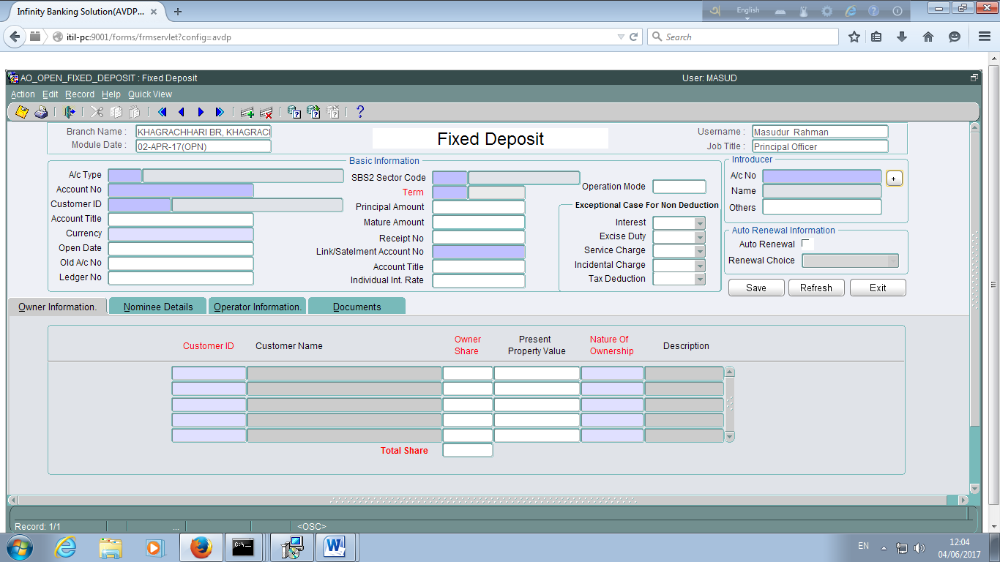 Infinity Banking Solution(AVDP...
English
itil-pc:9001/forms/frmservlet?config=avdp
Search
AO_OPEN_FIXED_DEPOSIT : Fixed Deposit
User: MASUD
Action Edit Record Help Quick View
Branch Name : KHAGRACHHARI BR, KHAGRACI
Module Date : 02-APR-17(OPN)
Fixed Deposit
Username : Masudur Rahman
Job Title : Principal Officer
Basic Information
A/c Type
Account No
Customer ID
Account Title
Currency
Open Date
Old A/c No
Ledger No
SBS2 Sector Code
Term
Principal Amount
Mature Amount
Receipt No
Link/Satelment Account No
Account Title
Individual Int. Rate
Operation Mode
Exceptional Case For Non Deduction
Interest
Excise Duty
Service Charge
Incidental Charge
Tax Deduction
Introducer
A/c No
+
Name
Others
Auto Renewal Information
Auto Renewal
Renewal Choice
Save Refresh Exit
Owner Information. Nominee Details Operator Information. Documents
Customer ID
Customer Name
Owner
Share
Present
Property Value
Nature Of
Ownership
Description
Total Share
Record: 1/1
...
<OSC>
EN
12:04
04/06/2017